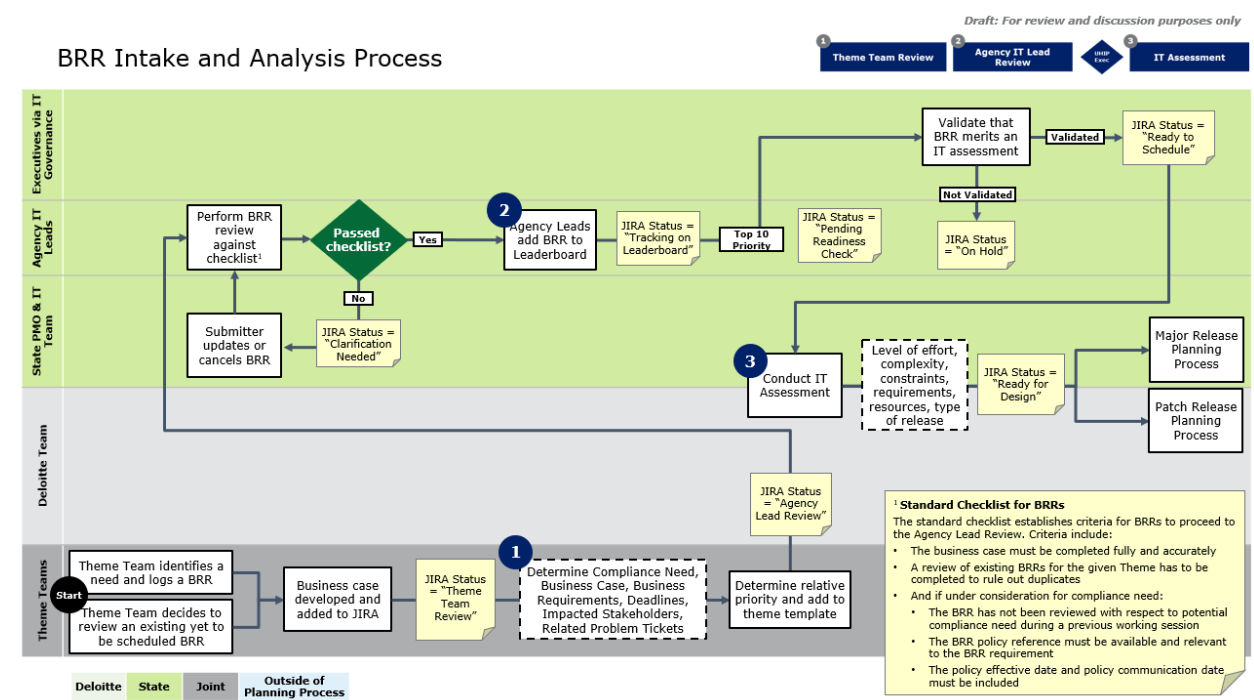 Draft: For review and discussion purposes only
BRR Intake and Analysis Process
1
Theme Team Review
2
Agency IT Lead
Review
UHIP
Exec
3
IT Assessment
Executives via IT
Governance
Validate that
BRR merits an
IT assessment
Validated
JIRA Status =
“Ready to
Schedule”
Not Validated
Agency IT
Leads
Perform BRR
review
against
checklist¹
Passed
checklist?
Yes
2
Agency Leads
add BRR to
Leaderboard
JIRA Status =
“Tracking on
Leaderboard”
Top 10
Priority
JIRA Status =
“Pending
Readiness
Check”
JIRA Status =
“On Hold”
State PMO & IT
Team
No
Submitter
updates or
cancels BRR
JIRA Status =
“Clarification
Needed”
3
Conduct IT
Assessment
Level of effort,
complexity,
constraints,
requirements,
resources, type
of release
JIRA Status =
“Ready for
Design”
Major Release
Planning
Process
Patch Release
Planning
Process
Deloitte Team
JIRA Status
= “Agency
Lead Review”
Theme Teams
Start
Theme Team identifies a
need and logs a BRR
Theme Team decides to
review an existing yet to
be scheduled BRR
Business case
developed and
added to JIRA
JIRA Status
= “Theme
Team
Review”
1
Determine Compliance Need,
Business Case, Business
Requirements, Deadlines,
Impacted Stakeholders,
Related Problem Tickets
Determine relative
priority and add to
theme template
¹ Standard Checklist for BRRs
The standard checklist establishes criteria for BRRs to proceed to
the Agency Lead Review. Criteria include:
• The business case must be completed fully and accurately
• A review of existing BRRs for the given Theme has to be
completed to rule out duplicates
• And if under consideration for compliance need:
• The BRR has not been reviewed with respect to potential
compliance need during a previous working session
• The BRR policy reference must be available and relevant
to the BRR requirement
• The policy effective date and policy communication date
must be included
Deloitte
State
Joint
Outside of
Planning Process